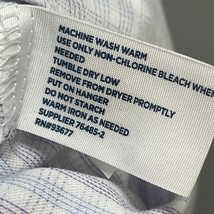 MACHINE WASH WARM
USE ONLY NON-CHLORINE BLEACH WHEN
NEEDED
TUMBLE DRY LOW
REMOVE FROM DRYER PROMPTLY
PUT ON HANGER
DO NOT STARCH
WARM IRON AS NEEDED
SUPPLIER 76485-2
RN#93677